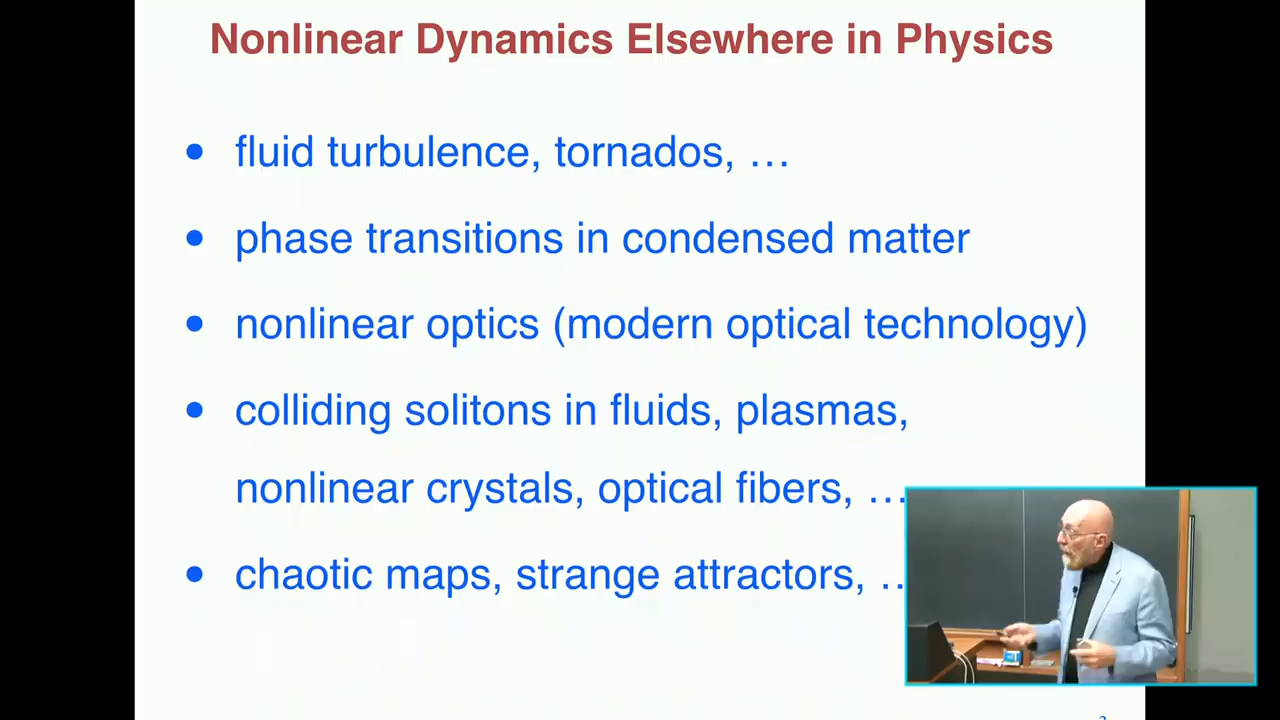 Nonlinear Dynamics Elsewhere in Physics
• fluid turbulence, tornados, …
• phase transitions in condensed matter
• nonlinear optics (modern optical technology)
• colliding solitons in fluids, plasmas,
nonlinear crystals, optical fibers, …
• chaotic maps, strange attractors, …